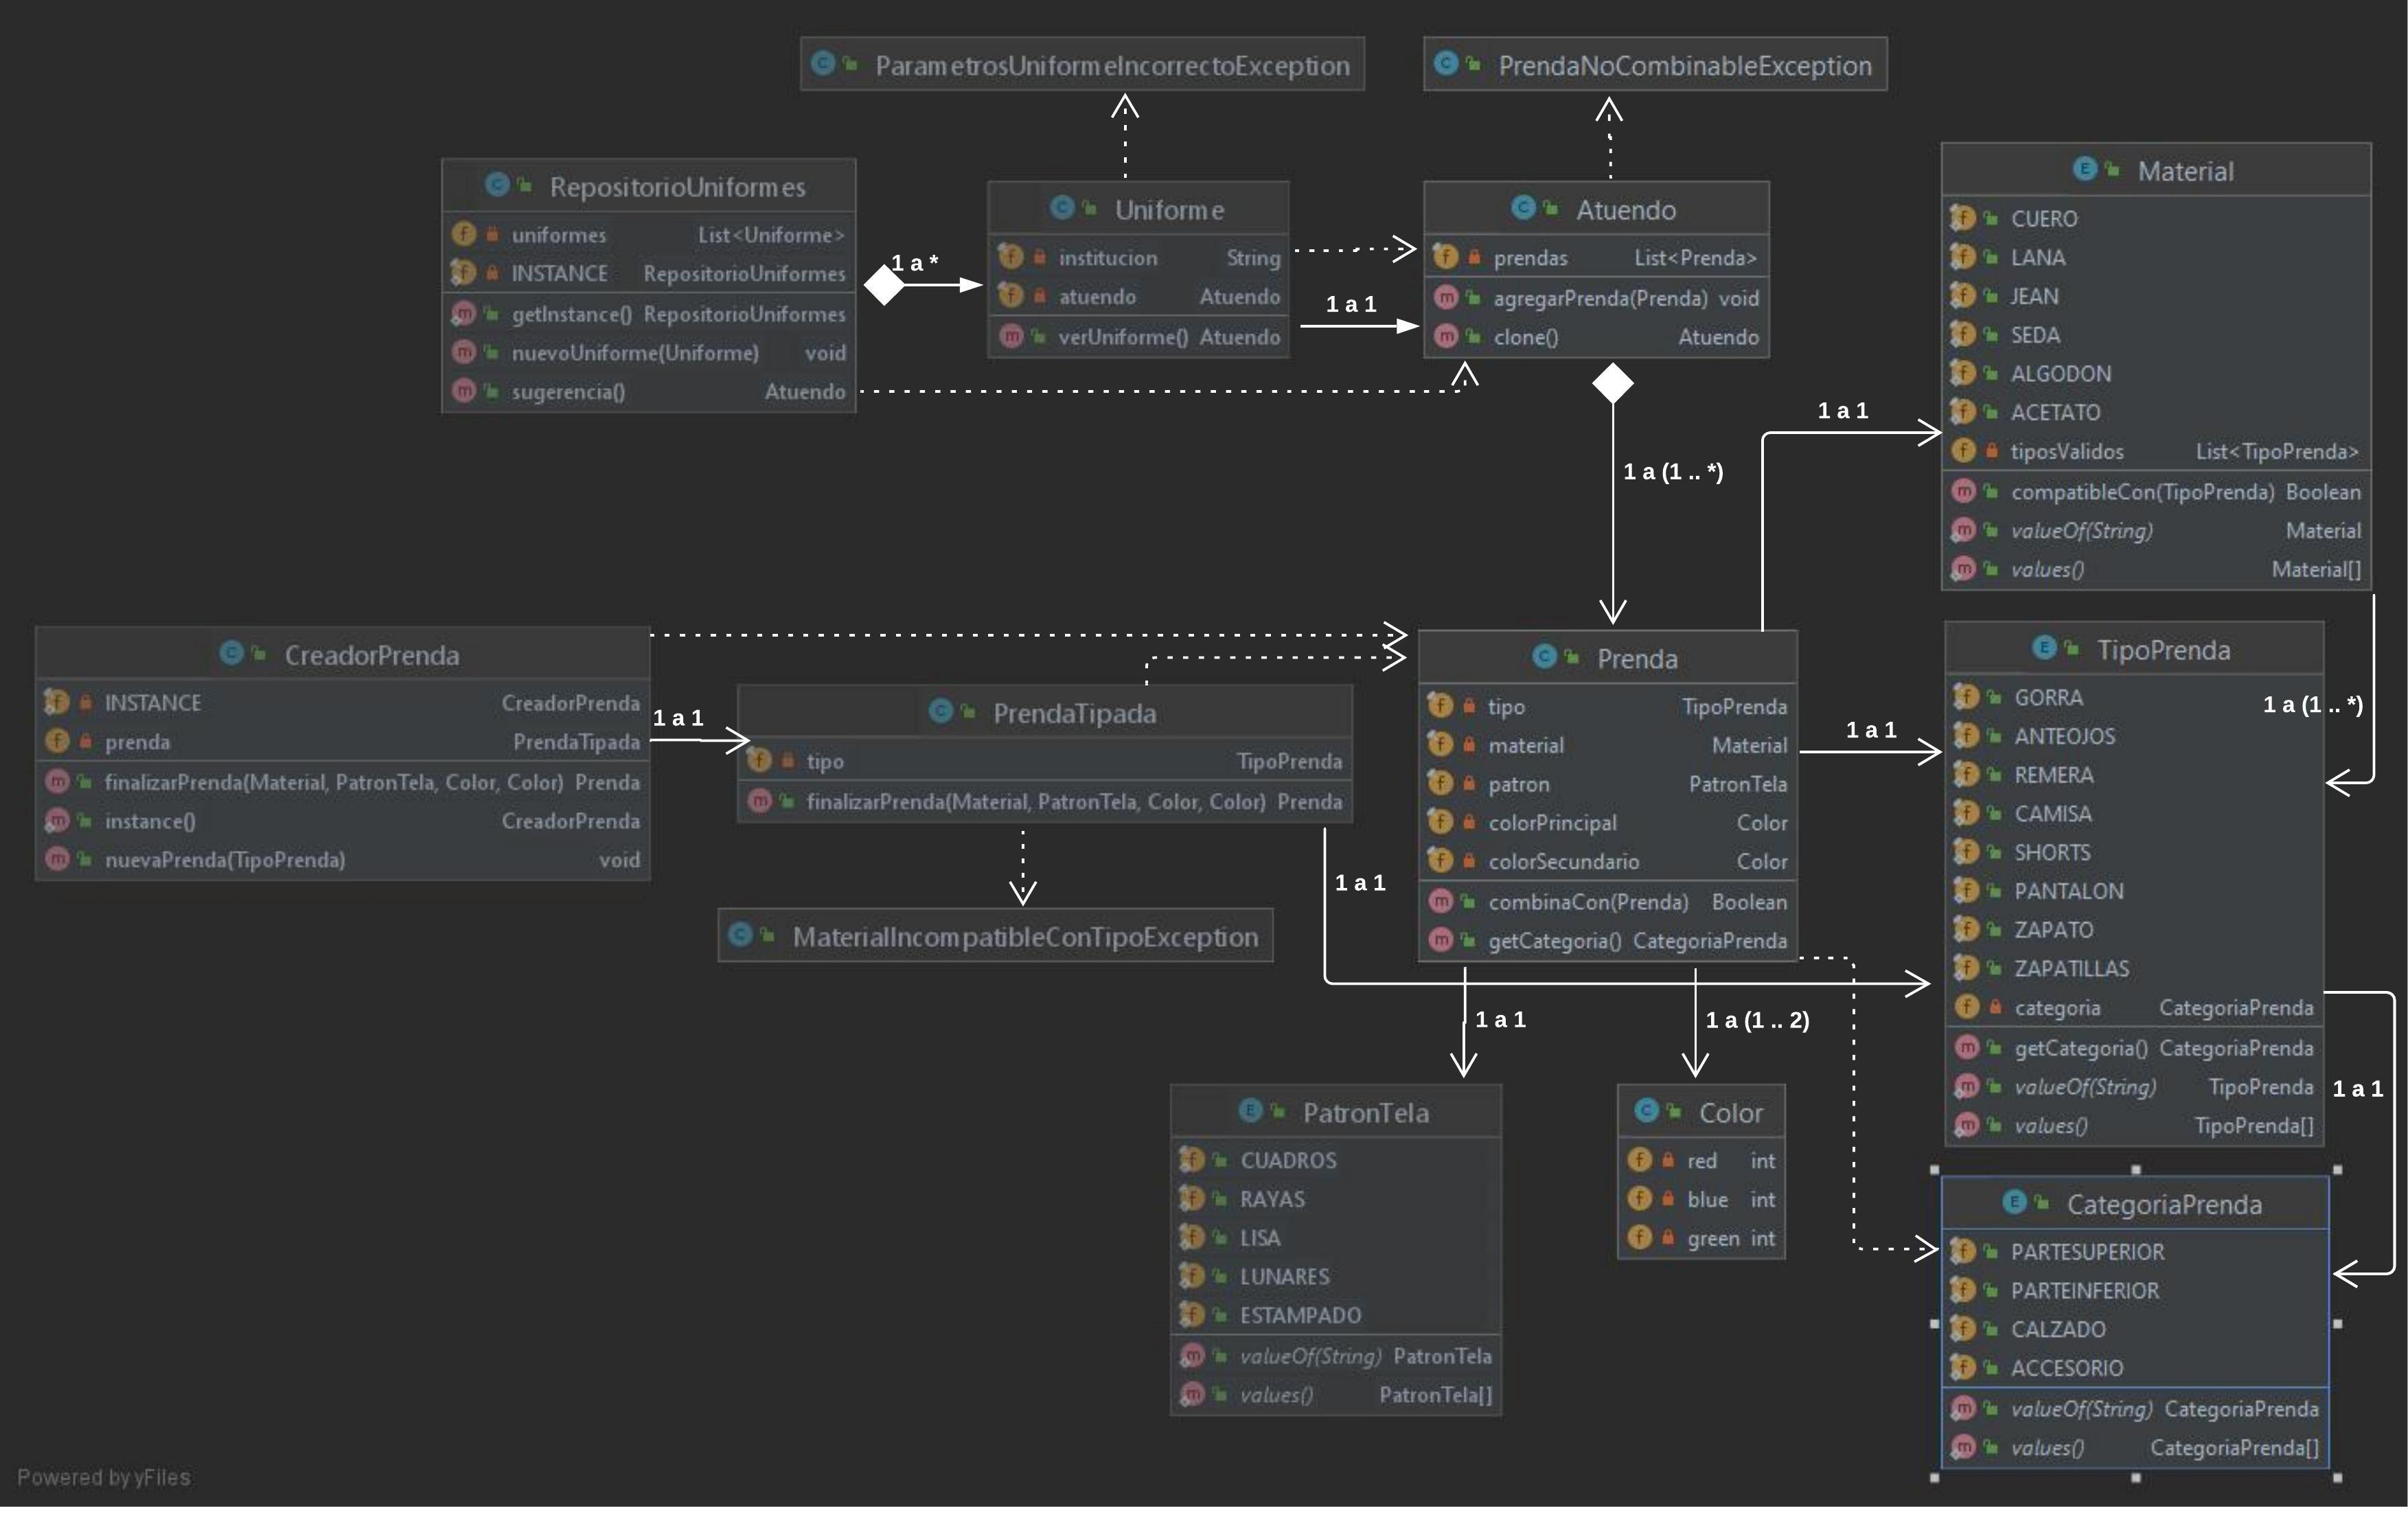 ParametrosUniformeIncorrectoException
PrendaNoCombinableException
RepositorioUniformes
uniformes List<Uniforme>
INSTANCE RepositorioUniformes
getInstance() RepositorioUniformes
nuevoUniforme(Uniforme) void
sugerencia() Atuendo
1 a *
Uniforme
institucion String
atuendo Atuendo
verUniforme() Atuendo
1 a 1
Atuendo
prendas List<Prenda>
agregarPrenda(Prenda) void
clone() Atuendo
1 a (1 .. *)
1 a 1
Material
CUERO
LANA
JEAN
SEDA
ALGODON
ACETATO
tiposValidos List<TipoPrenda>
compatibleCon(TipoPrenda) Boolean
valueOf(String) Material
values() Material[]
CreadorPrenda
INSTANCE CreadorPrenda
prenda PrendaTipada
finalizarPrenda(Material, PatronTela, Color, Color) Prenda
instance() CreadorPrenda
nuevaPrenda(TipoPrenda) void
1 a 1
PrendaTipada
tipo TipoPrenda
finalizarPrenda(Material, PatronTela, Color, Color) Prenda
MaterialIncompatibleConTipoException
1 a 1
Prenda
tipo TipoPrenda
material Material
patron PatronTela
colorPrincipal Color
colorSecundario Color
combinaCon(Prenda) Boolean
getCategoria() CategoriaPrenda
1 a 1
TipoPrenda
GORRA
1 a (1 .. *)
ANTEOJOS
REMERA
CAMISA
SHORTS
PANTALON
ZAPATO
ZAPATILLAS
categoria CategoriaPrenda
getCategoria() CategoriaPrenda
valueOf(String) TipoPrenda
values() TipoPrenda[]
1 a 1
1 a 1
1 a (1 .. 2)
PatronTela
CUADROS
RAYAS
LISA
LUNARES
ESTAMPADO
valueOf(String) PatronTela
values() PatronTela[]
Color
red int
blue int
green int
CategoriaPrenda
PARTESUPERIOR
PARTEINFERIOR
CALZADO
ACCESORIO
valueOf(String) CategoriaPrenda
values() CategoriaPrenda[]
Powered by yFiles